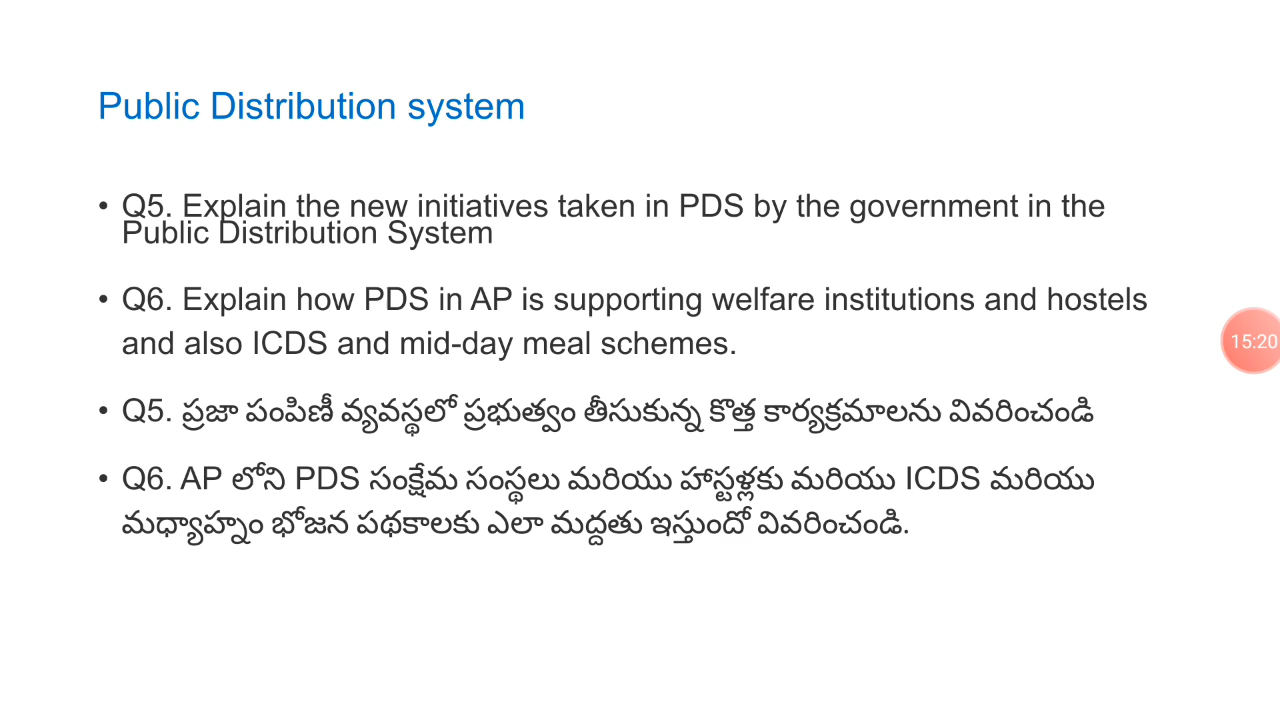 Public Distribution system
• Q5. Explain the new initiatives taken in PDS by the government in the
Public Distribution System
• Q6. Explain how PDS in AP is supporting welfare institutions and hostels
and also ICDS and mid-day meal schemes.
15:20
• Q5. ప్రజా పంపిణీ వ్యవస్థలో ప్రభుత్వం తీసుకున్న కొత్త కార్యక్రమాలను వివరించండి
• Q6. AP లోని PDS సంక్షేమ సంస్థలు మరియు హాస్టళ్లకు మరియు ICDS మరియు
మధ్యాహ్నం భోజన పథకాలకు ఎలా మద్దతు ఇస్తుందో వివరించండి.